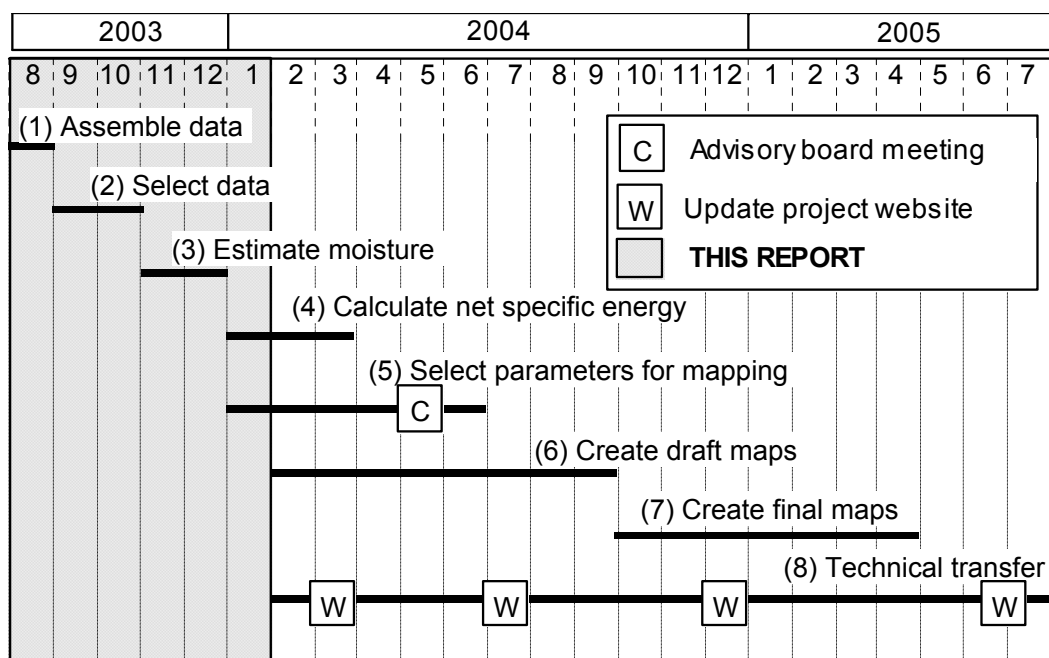 2003 2004 2005
8 9 10 11 12 1 2 3 4 5 6 7 8 9 10 11 12 1 2 3 4 5 6 7
(1) Assemble data
C Advisory board meeting
(2) Select data
W Update project website
(3) Estimate moisture
THIS REPORT
(4) Calculate net specific energy
(5) Select parameters for mapping
C
(6) Create draft maps
(7) Create final maps
(8) Technical transfer
W W W W